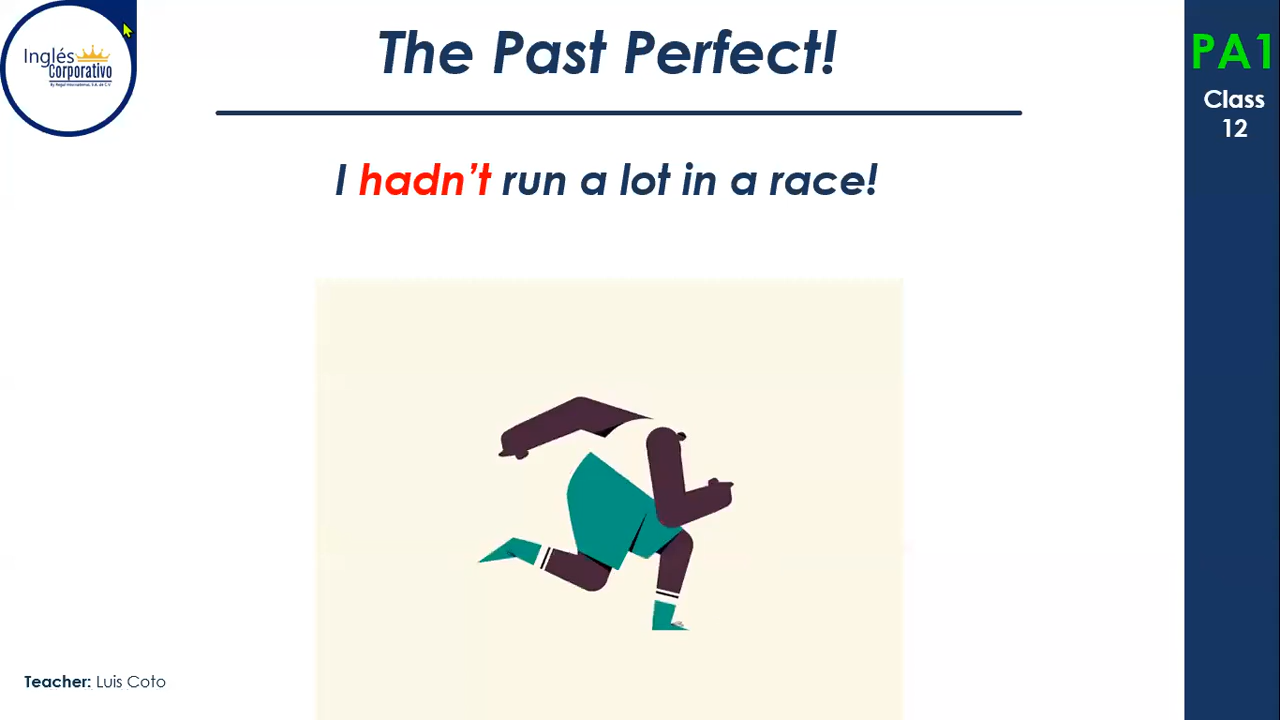 Inglés
Corporativo
The Past Perfect!
PA1
Class
12
I hadn't run a lot in a race!
Teacher: Luis Coto